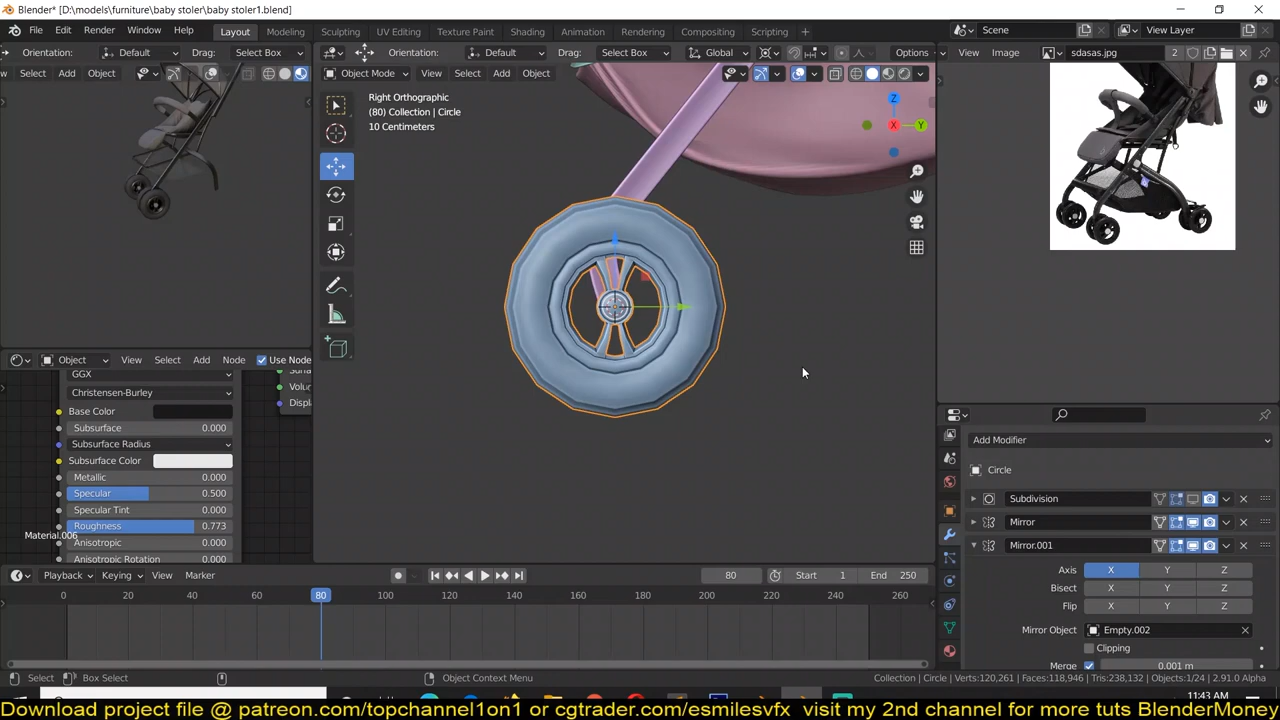 Blender* [D:\models\furniture\baby stoler\baby stoler1.blend]
File Edit Render Window Help Layout Modeling Sculpting UV Editing Texture Paint Shading Animation Rendering Compositing Scripting + Scene View Layer
Orientation: Default Drag: Select Box Orientation: Default Drag: Select Box Global Options View Image sdasas.jpg 2
Select Add Object Object Mode View Select Add Object
Right Orthographic
(80) Collection | Circle
10 Centimeters
Z
X
Y
Object View Select Add Node Use Node
GGX
Christensen-Burley Volu
Base Color Displ
Subsurface 0.000
Subsurface Radius
Subsurface Color
Metallic 0.000
Specular 0.500
Specular Tint 0.000
Roughness 0.773
Material.006
Anisotropic 0.000
Anisotropic Rotation 0.000
Add Modifier
Circle
Subdivision
Mirror
Mirror.001
Axis X Y Z
Bisect X Y Z
Flip X Y Z
Mirror Object Empty.002
Clipping
Merge 0.001 m
Playback Keying View Marker 80 Start 1 End 250
0 20 40 60 80 100 120 140 160 180 200 220 240 260
Select Box Select Object Context Menu Collection | Circle | Verts:120,261 | Faces:118,946 | Tris:238,132 | Objects:1/24 | 2.91.0 Alpha
11:43 AM
Download project file @ patreon.com/topchannel1on1 or cgtrader.com/esmilesvfx visit my 2nd channel for more tuts BlenderMoney